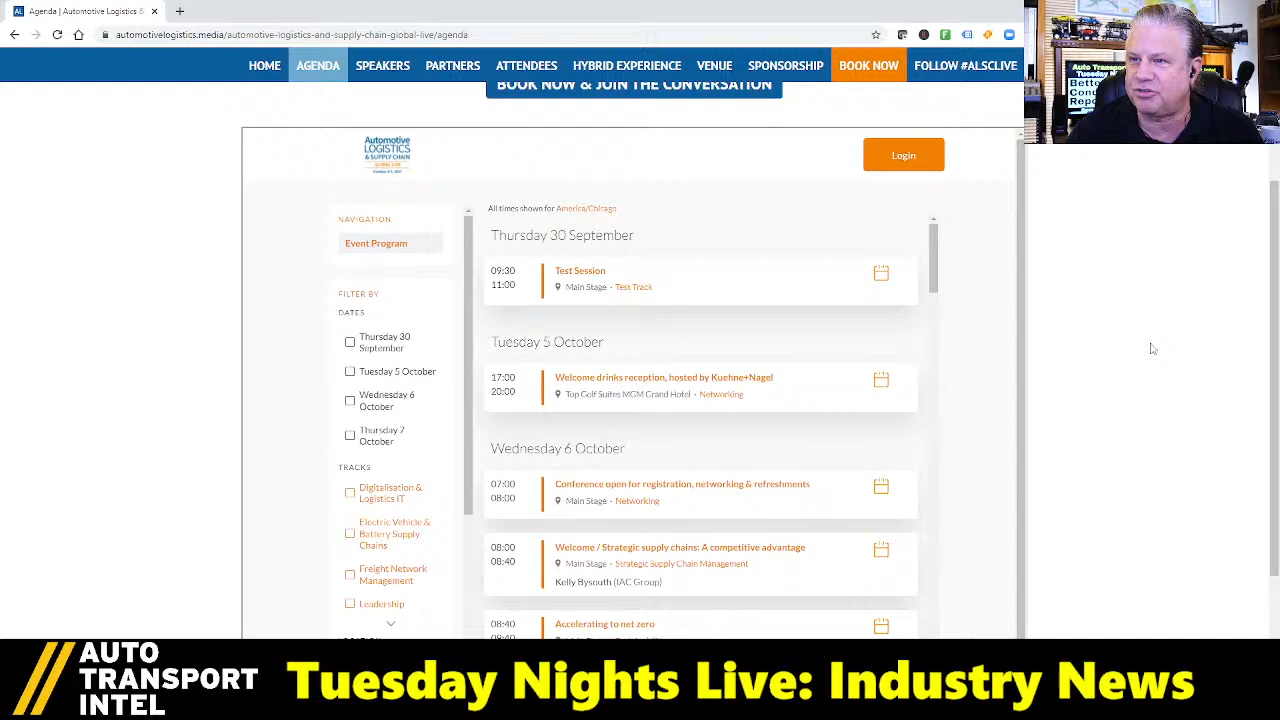 Agenda | Automotive Logistics &
automotivelogistics.media/automotive-logistics-and-supply-chain-global-live/agenda
HOME
AGENDA
PARTNERS
ATTENDEES
HYBRID EXPERIENCE
VENUE
SPONSORSHIP
BOOK NOW
FOLLOW #ALSCLIVE
BOOK NOW & JOIN THE CONVERSATION
Automotive
LOGISTICS
& SUPPLY CHAIN
GLOBAL LIVE
Login
NAVIGATION
Event Program
FILTER BY
DATES
Thursday 30
September
Tuesday 5 October
Wednesday 6
October
Thursday 7
October
TRACKS
Digitalisation &
Logistics IT
Electric Vehicle &
Battery Supply
Chains
Freight Network
Management
Leadership
All times shown for America/Chicago
Thursday 30 September
09:30
11:00
Test Session
Main Stage · Test Track
Tuesday 5 October
17:00
20:00
Welcome drinks reception, hosted by Kuehne+Nagel
Top Golf Suites MGM Grand Hotel · Networking
Wednesday 6 October
07:00
08:00
Conference open for registration, networking & refreshments
Main Stage · Networking
08:00
08:40
Welcome / Strategic supply chains: A competitive advantage
Main Stage · Strategic Supply Chain Management
Kelly Bysouth (IAC Group)
08:40
Accelerating to net zero
Auto Transport
Tuesday N
Bette
Con
Repo
AUTO
TRANSPORT
INTEL
Tuesday Nights Live: Industry News